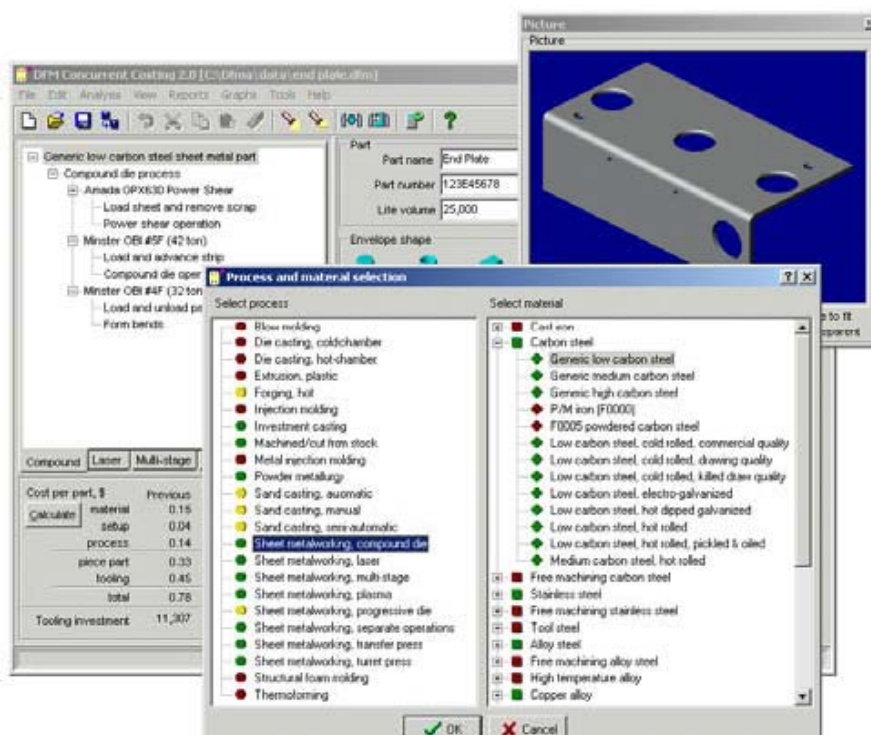 Picture
Picture
DFM Concurrent Costing 2.0 [C:\Dfma\data\end plate.dfm]
File Edit Analysis View Reports Graphs Tools Help
Generic low carbon steel sheet metal part
Compound die process
Amada GPX630 Power Shear
Load sheet and remove scrap
Power shear operation
Minster OBI #5F (42 ton)
Load and advance strip
Compound die oper
Minster OBI #4F (32 ton
Load and unload pa
Form bends
Compound Laser Multi-stage
Cost per part, $ Previous
Calculate material 0.15
setup 0.04
process 0.14
piece part 0.33
tooling 0.45
total 0.78
Tooling investment 11,307
Part
Part name End Plate
Part number 123E45678
Life volume 25,000
Envelope shape
e to fit
sparent
Process and material selection
Select process
Blow molding
Die casting, cold chamber
Die casting, hot-chamber
Extrusion, plastic
Forging, hot
Injection molding
Investment casting
Machined/cut from stock
Metal injection molding
Powder metallurgy
Sand casting, automatic
Sand casting, manual
Sand casting, semi-automatic
Sheet metalworking, compound die
Sheet metalworking, laser
Sheet metalworking, multi-stage
Sheet metalworking, plasma
Sheet metalworking, progressive die
Sheet metalworking, separate operations
Sheet metalworking, transfer press
Sheet metalworking, turret press
Structural foam molding
Thermoforming
Select material
Cast iron
Carbon steel
Generic low carbon steel
Generic medium carbon steel
Generic high carbon steel
P/M iron (F0000)
F0005 powdered carbon steel
Low carbon steel, cold rolled, commercial quality
Low carbon steel, cold rolled, drawing quality
Low carbon steel, cold rolled, killed draw quality
Low carbon steel, electro-galvanized
Low carbon steel, hot dipped galvanized
Low carbon steel, hot rolled
Low carbon steel, hot rolled, pickled & oiled
Medium carbon steel, hot rolled
Free machining carbon steel
Stainless steel
Free machining stainless steel
Tool steel
Alloy steel
Free machining alloy steel
High temperature alloy
Copper alloy
OK Cancel